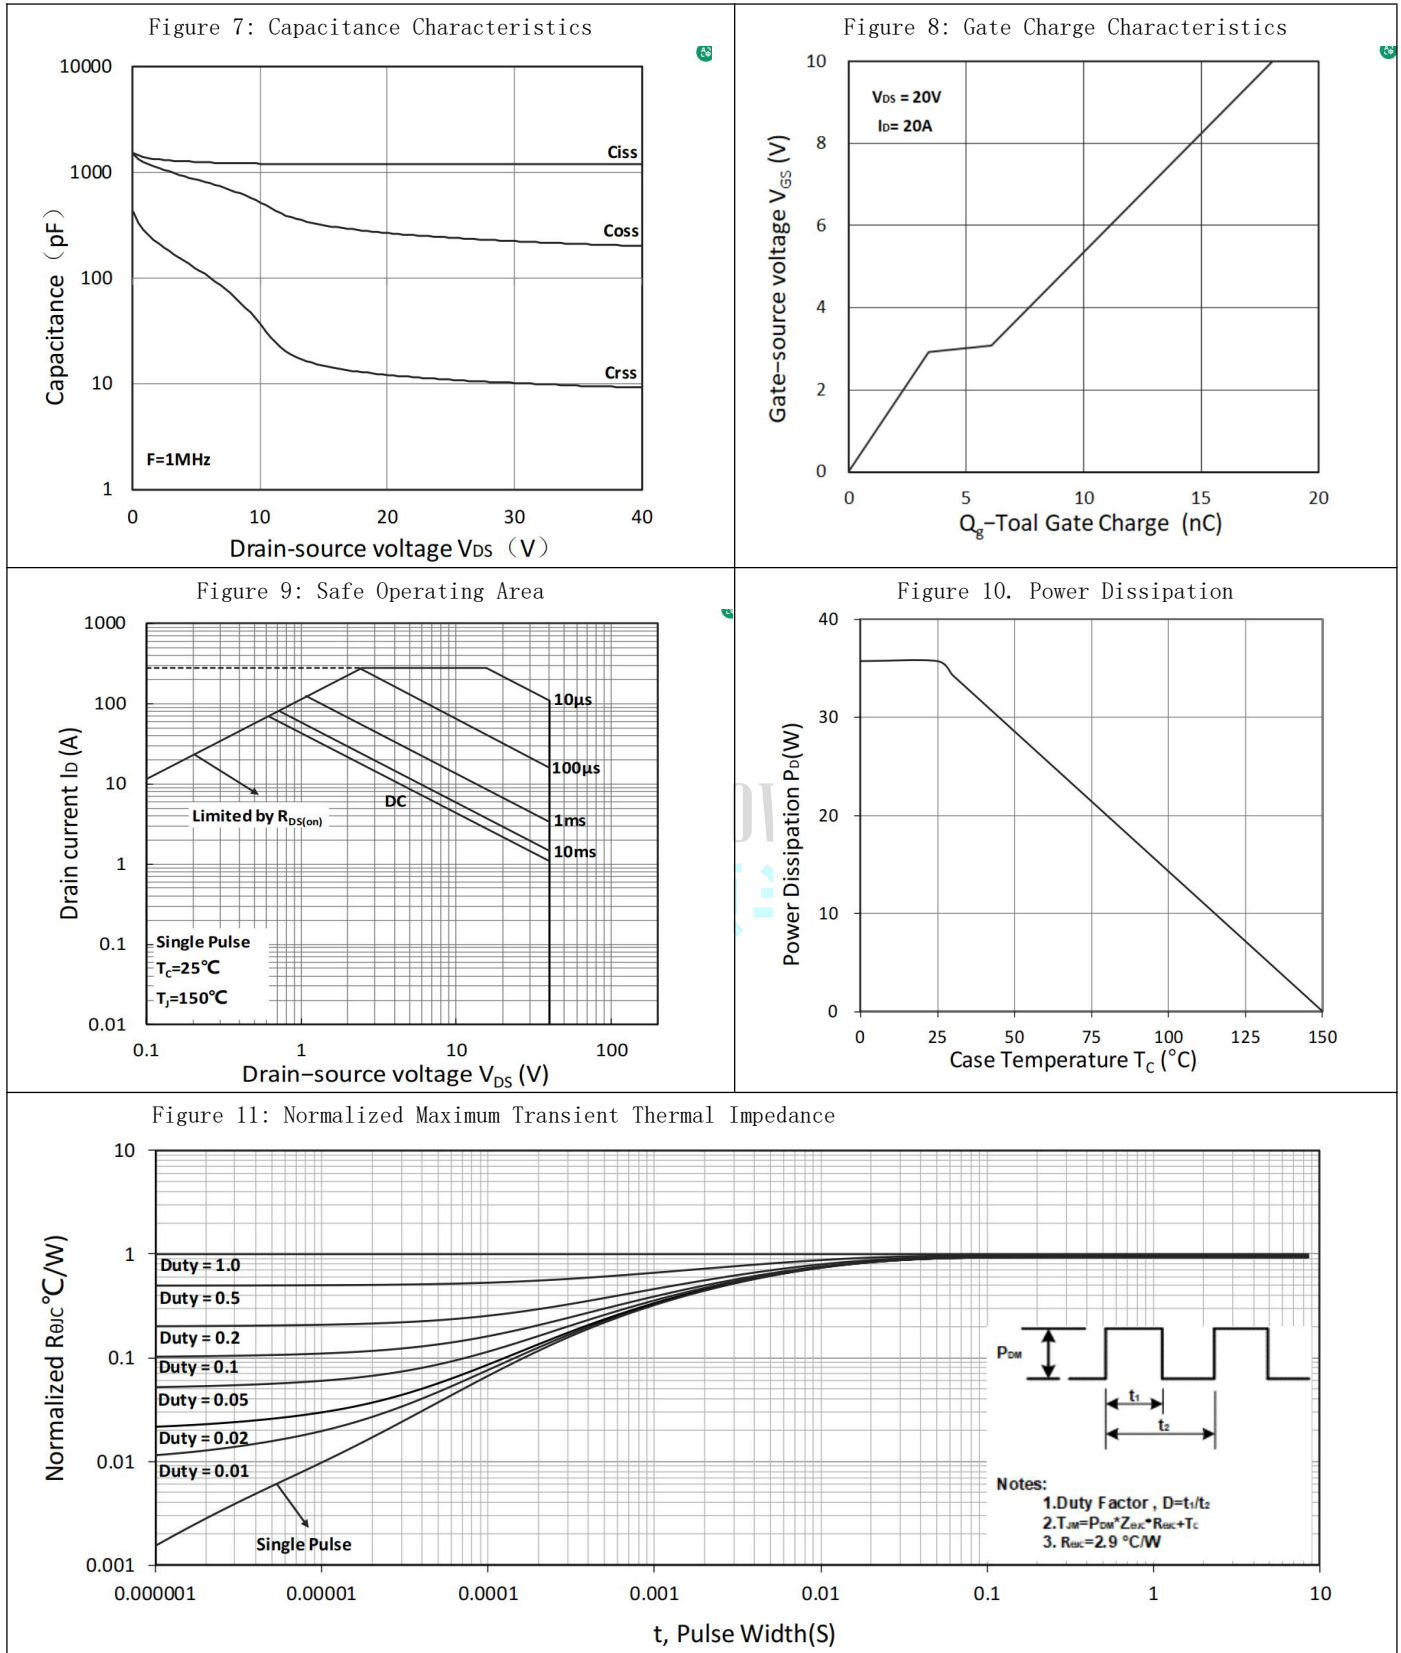 Figure 7: Capacitance Characteristics
10000
1000
100
10
1
Capacitance（pF）
Ciss
Coss
Crss
F=1MHz
0 10 20 30 40
Drain-source voltage VDS（V）
Figure 8: Gate Charge Characteristics
10
8
6
4
2
0
Gate-source voltage VGS (V)
VDS = 20V
ID= 20A
0 5 10 15 20
Qg-Toal Gate Charge (nC)
Figure 9: Safe Operating Area
1000
100
10
1
0.1
0.01
Drain current ID (A)
10μs
100μs
1ms
10ms
DC
Limited by RDS(on)
Single Pulse
TC=25℃
TJ=150℃
0.1 1 10 100
Drain-source voltage VDS (V)
Figure 10. Power Dissipation
40
30
20
10
0
Power Dissipation PD(W)
0 25 50 75 100 125 150
Case Temperature TC (°C)
Figure 11: Normalized Maximum Transient Thermal Impedance
10
1
0.1
0.01
0.001
Normalized RθJC℃/W)
Duty = 1.0
Duty = 0.5
Duty = 0.2
Duty = 0.1
Duty = 0.05
Duty = 0.02
Duty = 0.01
Single Pulse
PDM
t1
t2
Notes:
1.Duty Factor , D=t1/t2
2.TJM=PDM*ZθJC*RθJC+TC
3. RθJC=2.9 °C/W
0.000001 0.00001 0.0001 0.001 0.01 0.1 1 10
t, Pulse Width(S)